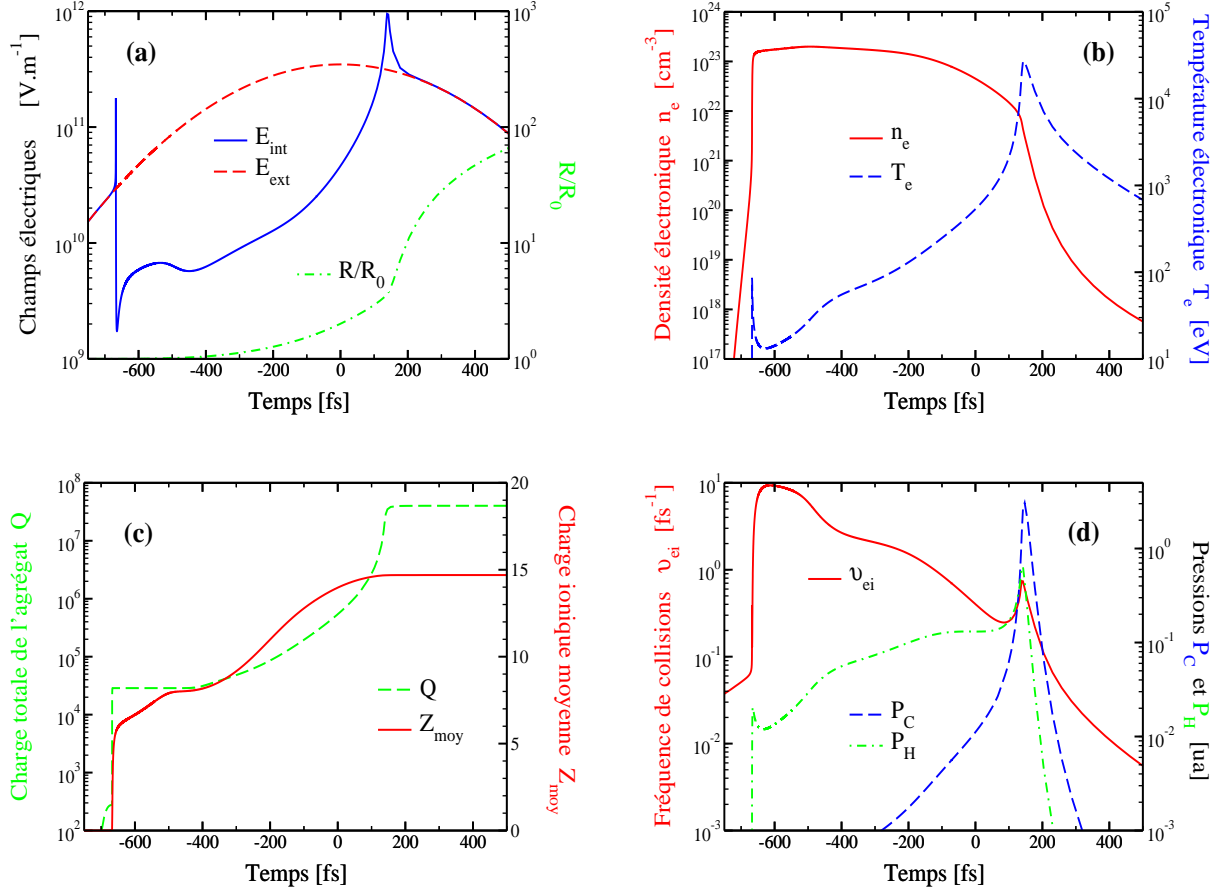 (a)
Champs électriques [V.m-1]
10^12
10^11
10^10
10^9
E_int
E_ext
R/R_0
10^3
10^2
10^1
10^0
R/R_0
-600 -400 -200 0 200 400
Temps [fs]
(b)
Densité électronique n_e [cm^-3]
10^24
10^23
10^22
10^21
10^20
10^19
10^18
10^17
n_e
T_e
10^5
10^4
10^3
10^2
10^1
Température électronique T_e [eV]
-600 -400 -200 0 200 400
Temps [fs]
(c)
Charge totale de l'agrégat Q
10^8
10^7
10^6
10^5
10^4
10^3
10^2
Q
Z_moy
20
15
10
5
0
Charge ionique moyenne Z_moy
-600 -400 -200 0 200 400
Temps [fs]
(d)
Fréquence de collisions υ_ei [fs^-1]
10^1
10^0
10^-1
10^-2
10^-3
υ_ei
P_C
P_H
10^0
10^-1
10^-2
10^-3
Pressions P_C et P_H [ua]
-600 -400 -200 0 200 400
Temps [fs]